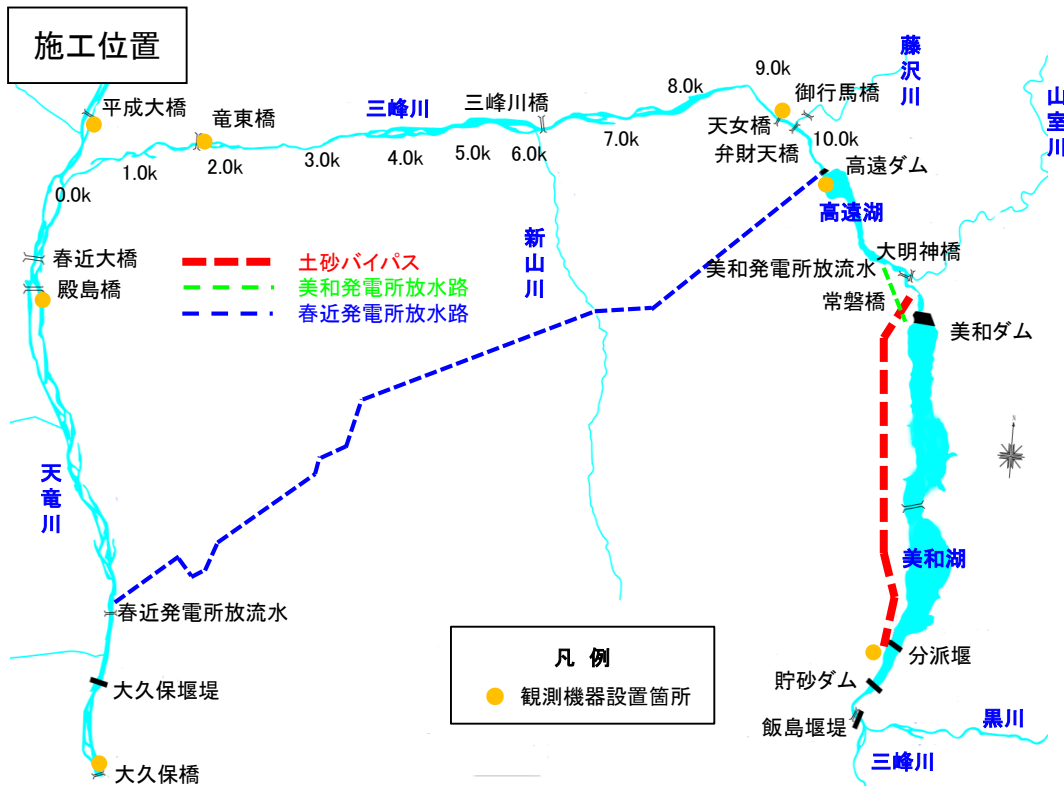 施工位置
平成大橋
竜東橋
三峰川
三峰川橋
8.0k
9.0k
御行馬橋
藤沢川
山室川
天女橋
弁財天橋
10.0k
高遠ダム
高遠湖
0.0k
1.0k
2.0k
3.0k
4.0k
5.0k
6.0k
7.0k
春近大橋
殿島橋
土砂バイパス
美和発電所放水路
春近発電所放水路
新山川
大明神橋
美和発電所放流水
常磐橋
美和ダム
天竜川
美和湖
春近発電所放流水
大久保堰堤
大久保橋
凡 例
観測機器設置箇所
分派堰
貯砂ダム
飯島堰堤
黒川
三峰川